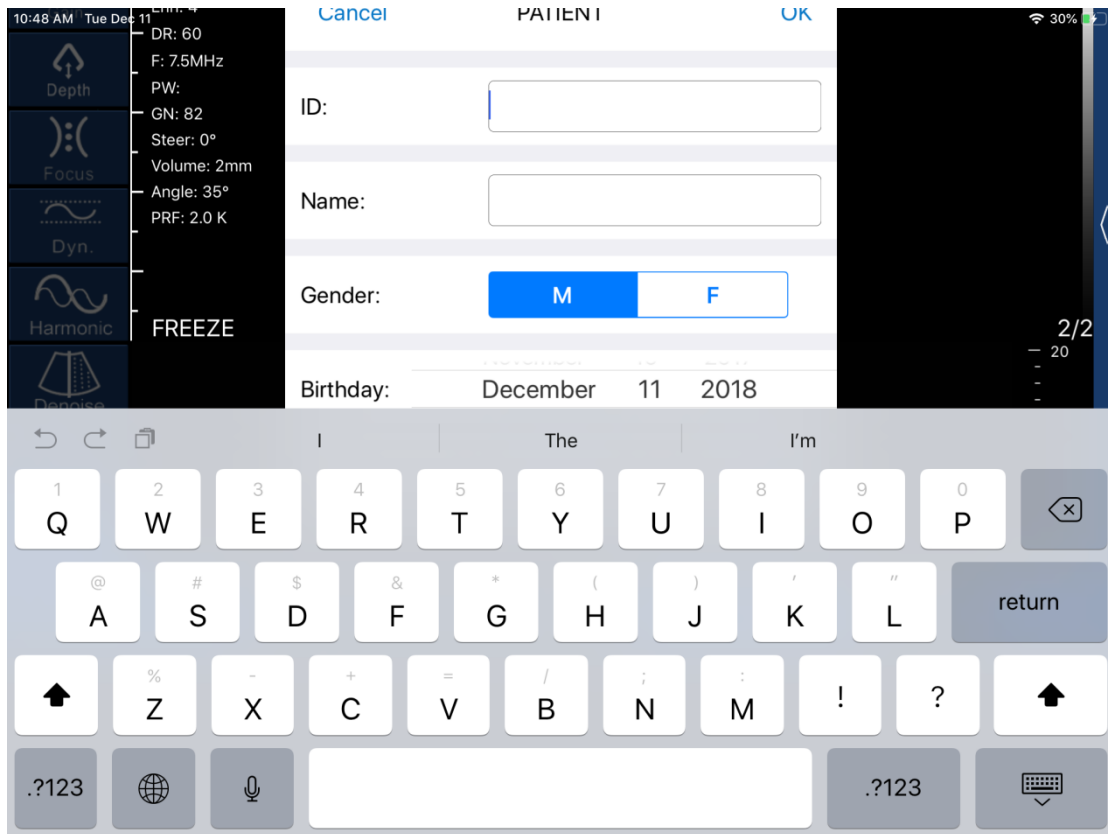 10:48 AM Tue Dec 11
30%
Cancel PATIENT OK
DR: 60
F: 7.5MHz
PW:
GN: 82
Steer: 0°
Volume: 2mm
Angle: 35°
PRF: 2.0 K
FREEZE
Depth
Focus
Dyn.
Harmonic
Denoise
ID:
Name:
Gender: M F
Birthday: December 11 2018
2/2
20
I The I'm
1 2 3 4 5 6 7 8 9 0
Q W E R T Y U I O P
@ # $ & * ( ) ' "
A S D F G H J K L return
% - + = / ; :
Z X C V B N M ! ?
.?123 .?123